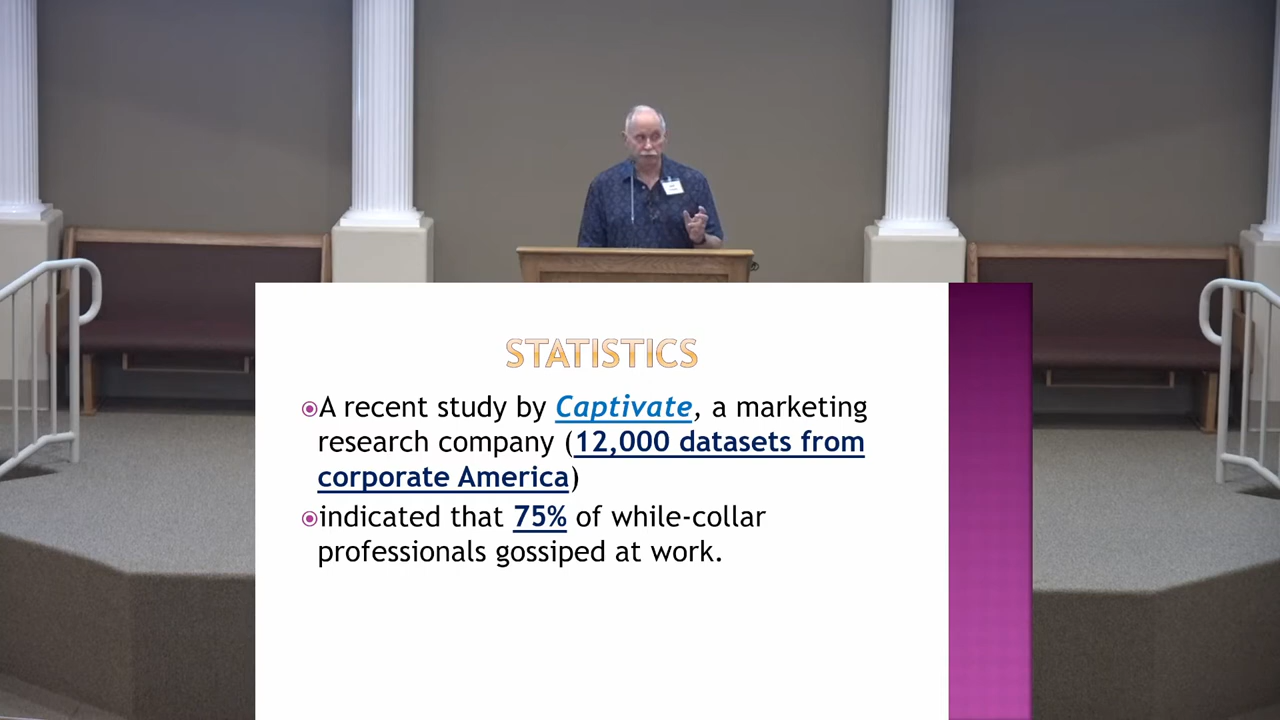 STATISTICS
A recent study by Captivate, a marketing
research company (12,000 datasets from
corporate America)
indicated that 75% of while-collar
professionals gossiped at work.